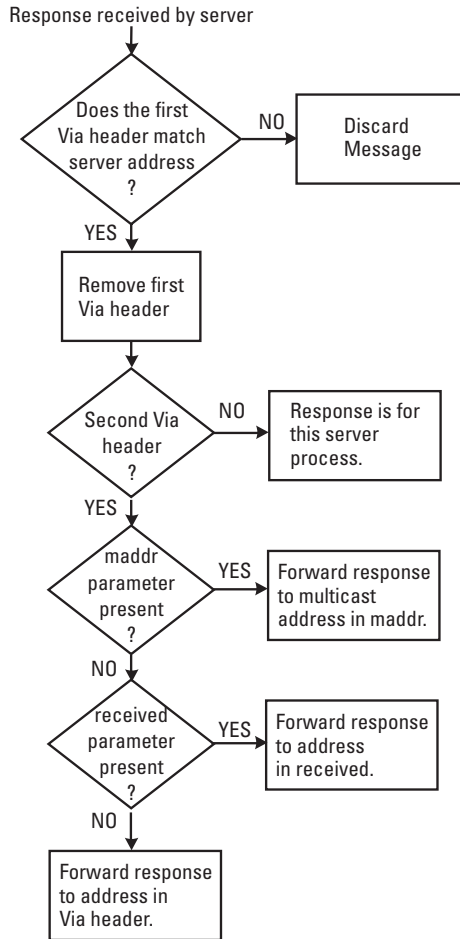 Response received by server
Does the first
Via header match
server address
?
NO
Discard
Message
YES
Remove first
Via header
Second Via
header
?
NO
Response is for
this server
process.
YES
maddr
parameter
present
?
YES
Forward response
to multicast
address in maddr.
NO
received
parameter
present
?
YES
Forward response
to address
in received.
NO
Forward response
to address in
Via header.